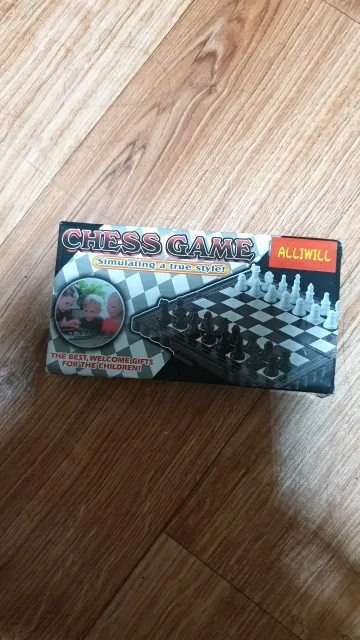 CHESS GAME
ALLIWILL
Simulating a true style!
THE BEST, WELCOME GIFTS
FOR THE CHILDREN!